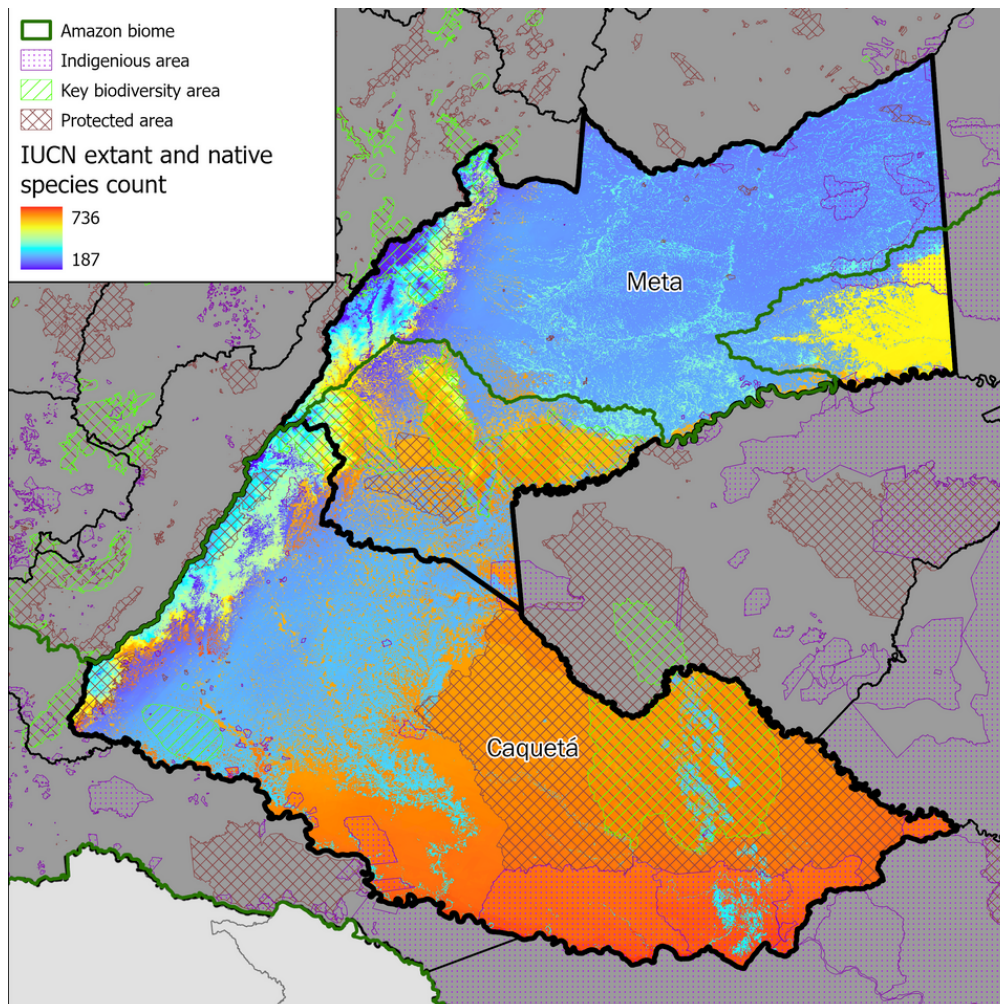 Amazon biome
Indigenious area
Key biodiversity area
Protected area
IUCN extant and native
species count
736
187
Meta
Caquetá